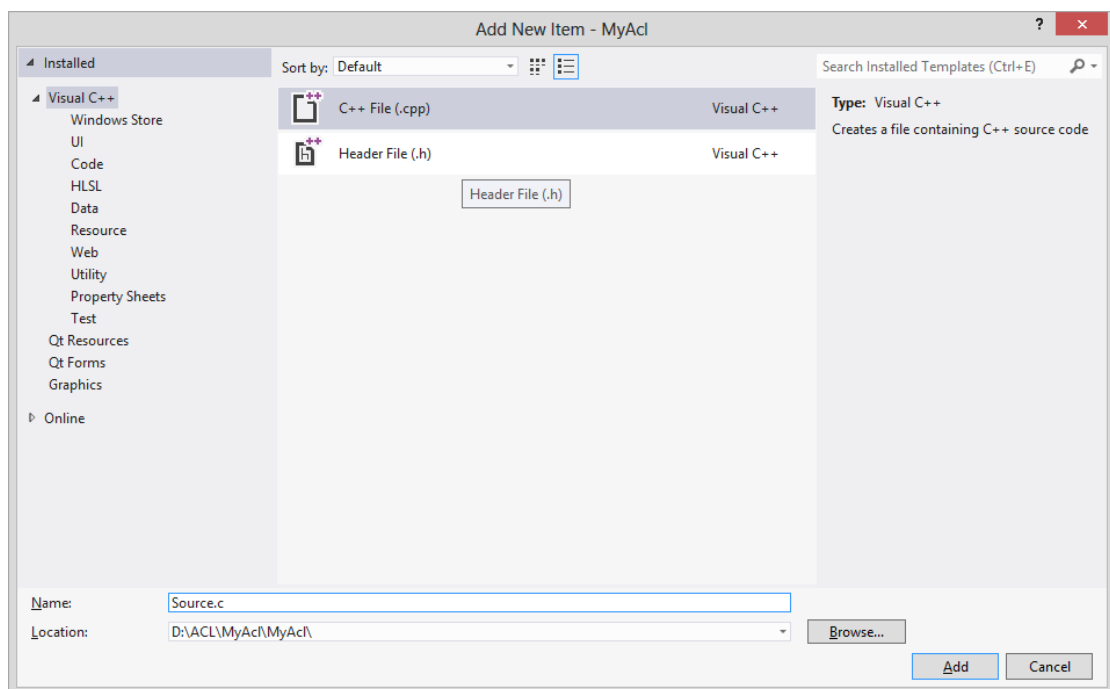 Add New Item - MyAcl
?
Installed
Sort by: Default
Search Installed Templates (Ctrl+E)
Visual C++
Windows Store
UI
Code
HLSL
Data
Resource
Web
Utility
Property Sheets
Test
Qt Resources
Qt Forms
Graphics
Online
C++ File (.cpp) Visual C++
Header File (.h) Visual C++
Header File (.h)
Type: Visual C++
Creates a file containing C++ source code
Name: Source.c
Location: D:\ACL\MyAcl\MyAcl\
Browse...
Add Cancel